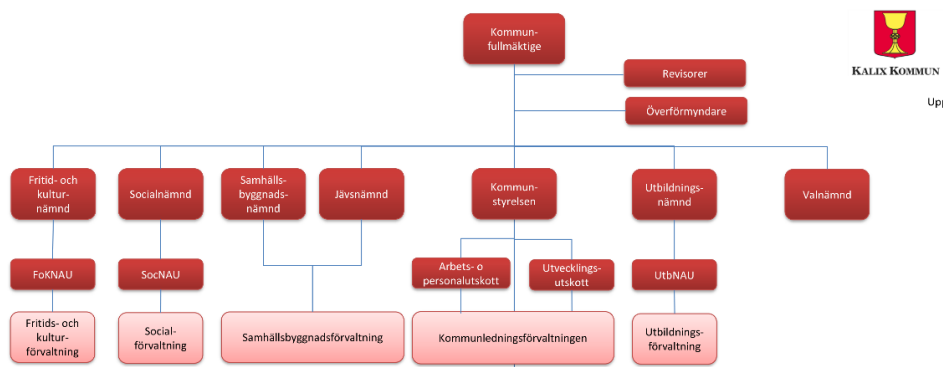 Kommun-
fullmäktige
KALIX KOMMUN
Revisorer
Överförmyndare
Upp
Fritid- och
kultur-
nämnd
Socialnämnd
Samhälls-
byggnads-
nämnd
Jävsnämnd
Kommun-
styrelsen
Utbildnings-
nämnd
Valnämnd
FoKNAU
SocNAU
Arbets- o
personalutskott
Utvecklings-
utskott
UtbNAU
Fritids- och
kultur-
förvaltning
Social-
förvaltning
Samhällsbyggnadsförvaltning
Kommunledningsförvaltningen
Utbildnings-
förvaltning